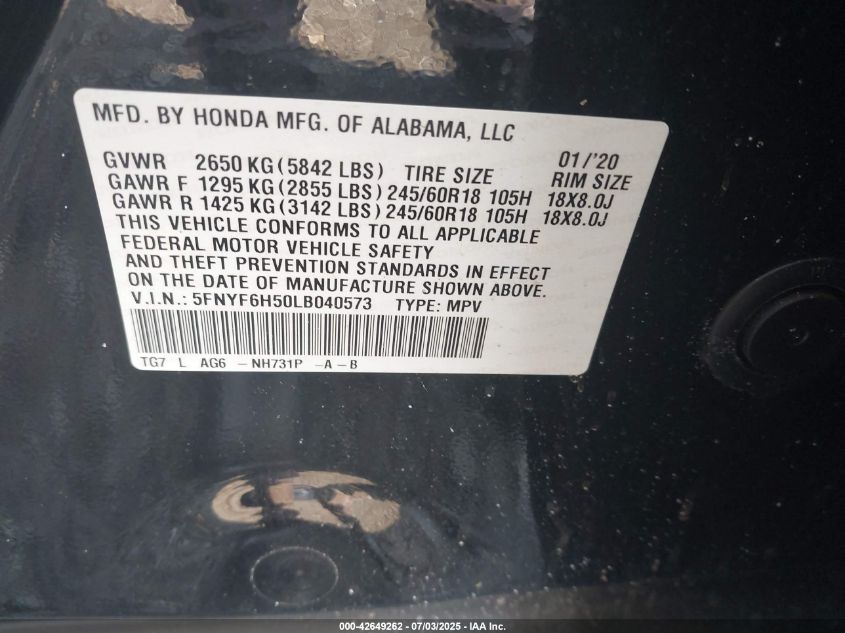 MFD. BY HONDA MFG. OF ALABAMA, LLC
GVWR 2650 KG(5842 LBS) TIRE SIZE 01/'20 RIM SIZE
GAWR F 1295 KG(2855 LBS) 245/60R18 105H 18X8.0J
GAWR R 1425 KG(3142 LBS) 245/60R18 105H 18X8.0J
THIS VEHICLE CONFORMS TO ALL APPLICABLE
FEDERAL MOTOR VEHICLE SAFETY
AND THEFT PREVENTION STANDARDS IN EFFECT
ON THE DATE OF MANUFACTURE SHOWN ABOVE.
V.I.N.: 5FNYF6H50LB040573 TYPE: MPV
TG7 L AG6 -NH731P -A-B
000-42649262 - 07/03/2025 - IAA Inc.